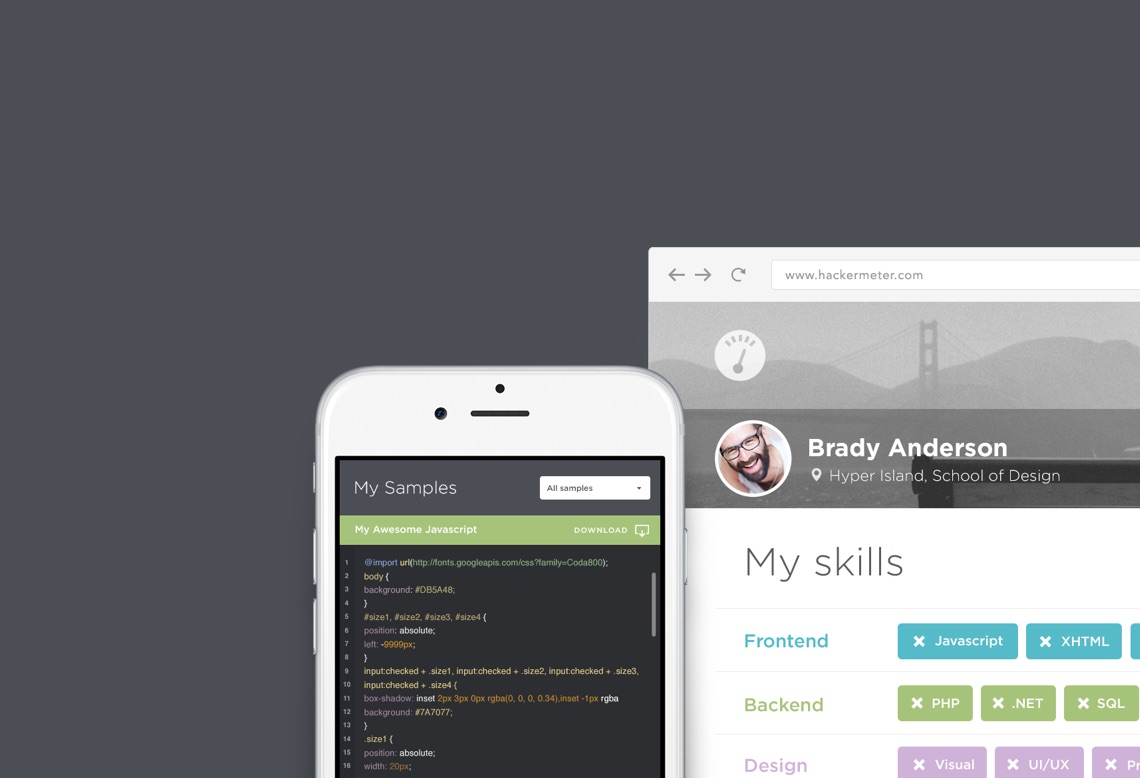 www.hackermeter.com
Brady Anderson
Hyper Island, School of Design
My skills
Frontend
Javascript
XHTML
Backend
PHP
.NET
SQL
Design
Visual
UI/UX
My Samples
All samples
My Awesome Javascript
DOWNLOAD
1 @import url(http://fonts.googleapis.com/css?family=Coda800);
2 body {
3 background: #DB5A48;
4 }
5 #size1, #size2, #size3, #size4 {
6 position: absolute;
7 left: -9999px;
8 }
9 input:checked + .size1, input:checked + .size2, input:checked + .size3,
10 input:checked + .size4 {
11 box-shadow: inset 2px 3px 0px rgba(0, 0, 0, 0.34),inset -1px rgba
12 background: #7A7077;
13 }
14 .size1 {
15 position: absolute;
16 width: 20px;